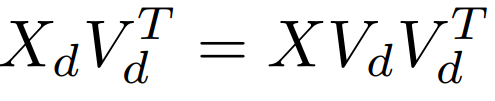 $X_d V_d^T = X V_d V_d^T$